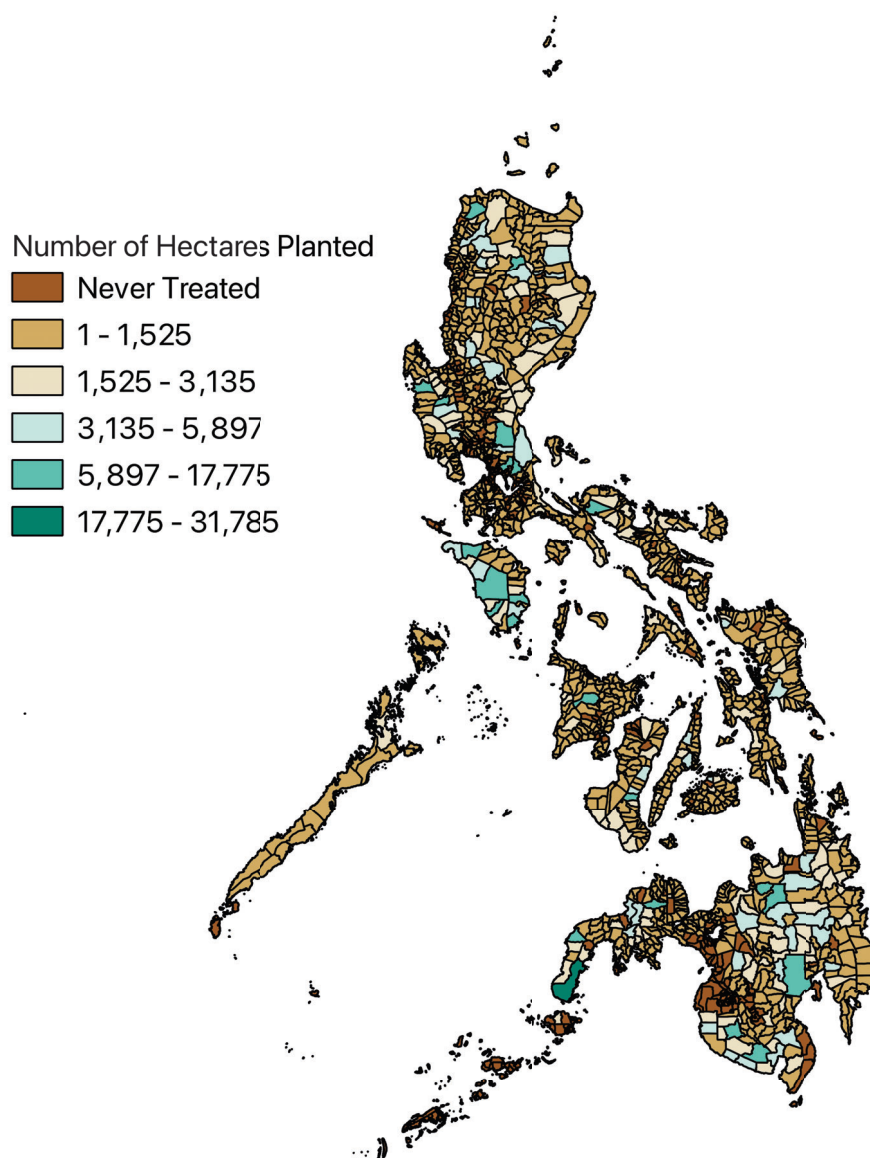 Number of Hectares Planted
Never Treated
1 - 1,525
1,525 - 3,135
3,135 - 5,897
5,897 - 17,775
17,775 - 31,785